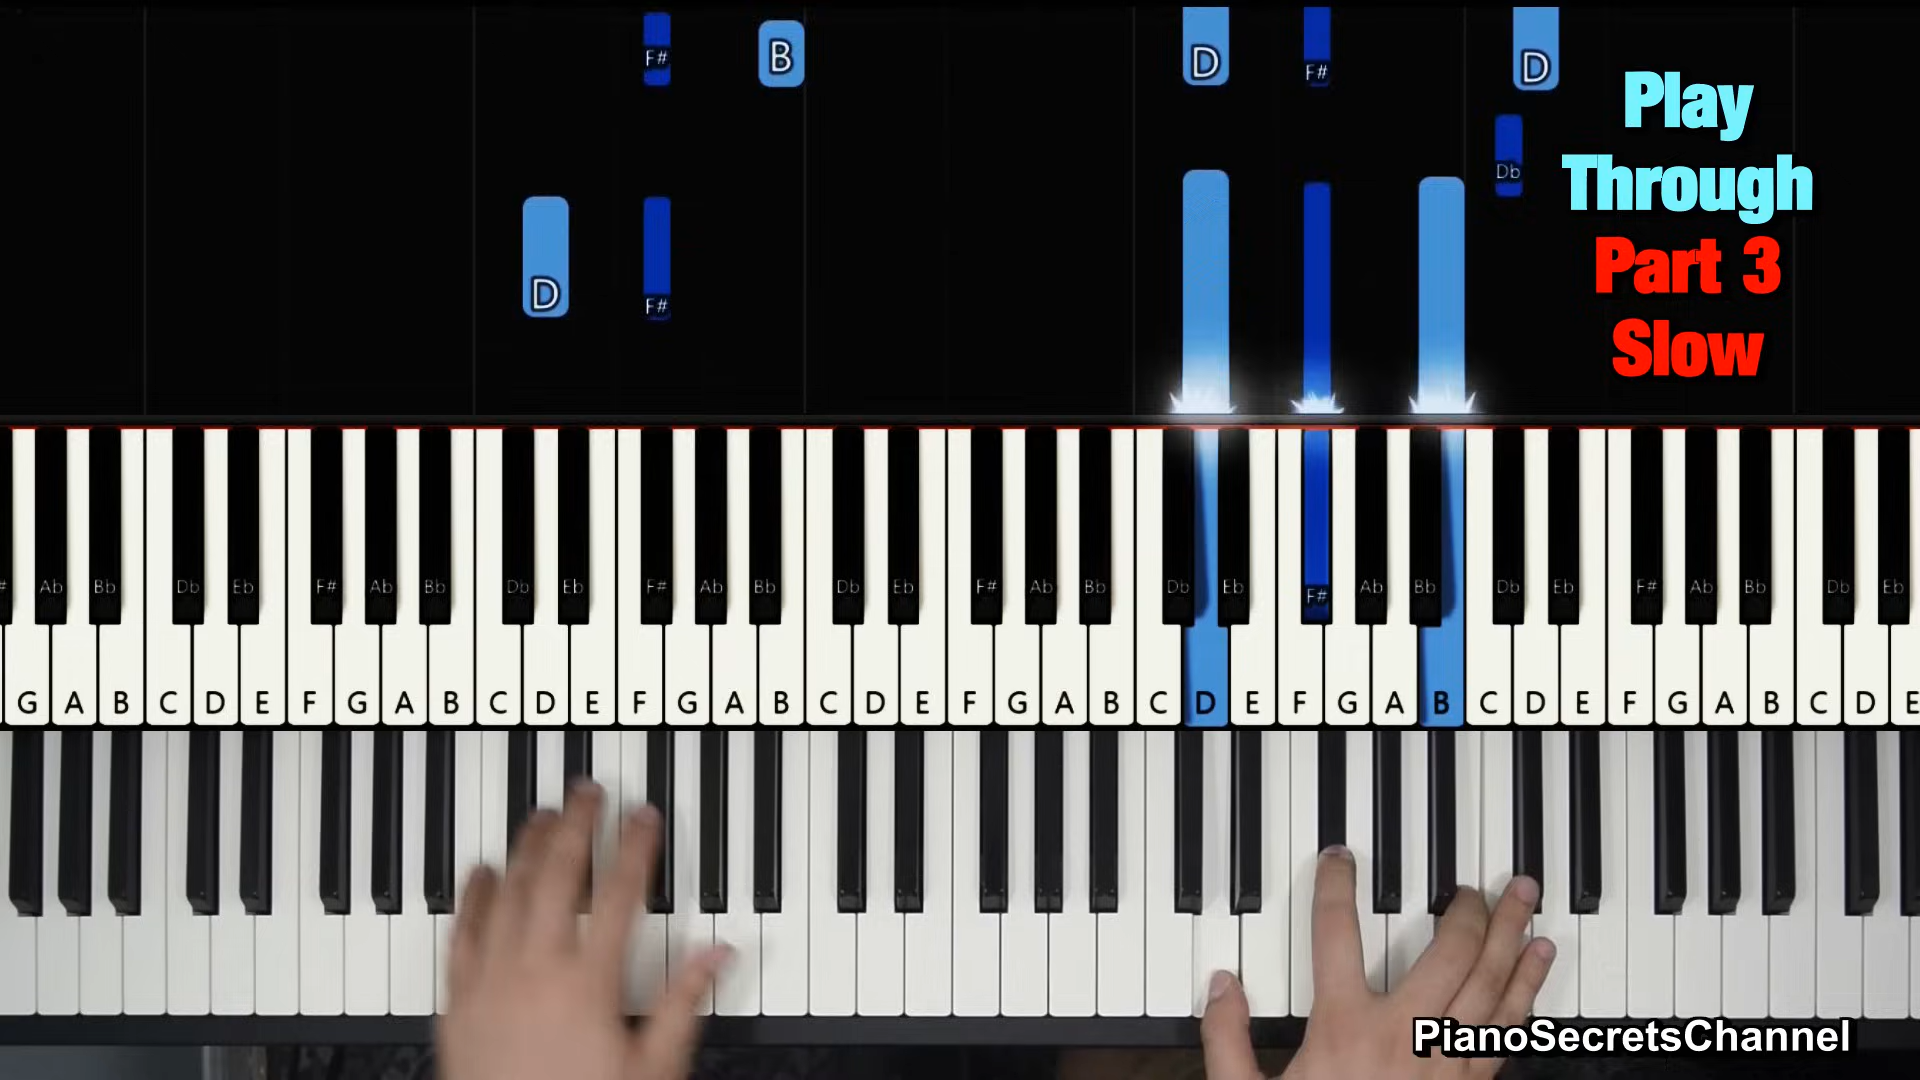 F# B D F# D
Db
D F#
Play
Through
Part 3
Slow
# Ab Bb Db Eb F# Ab Bb Db Eb F# Ab Bb Db Eb F# Ab Bb Db Eb F# Ab Bb Db Eb F# Ab Bb Db Eb
G A B C D E F G A B C D E F G A B C D E F G A B C D E F G A B C D E F G A B C D E
PianoSecretsChannel